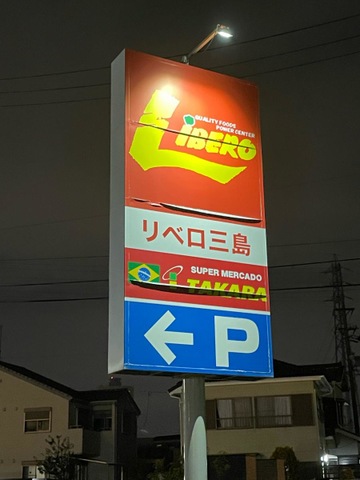 QUALITY FOODS
POWER CENTER
LIBERO
リベロ三島
SUPER MERCADO
TAKARA
P